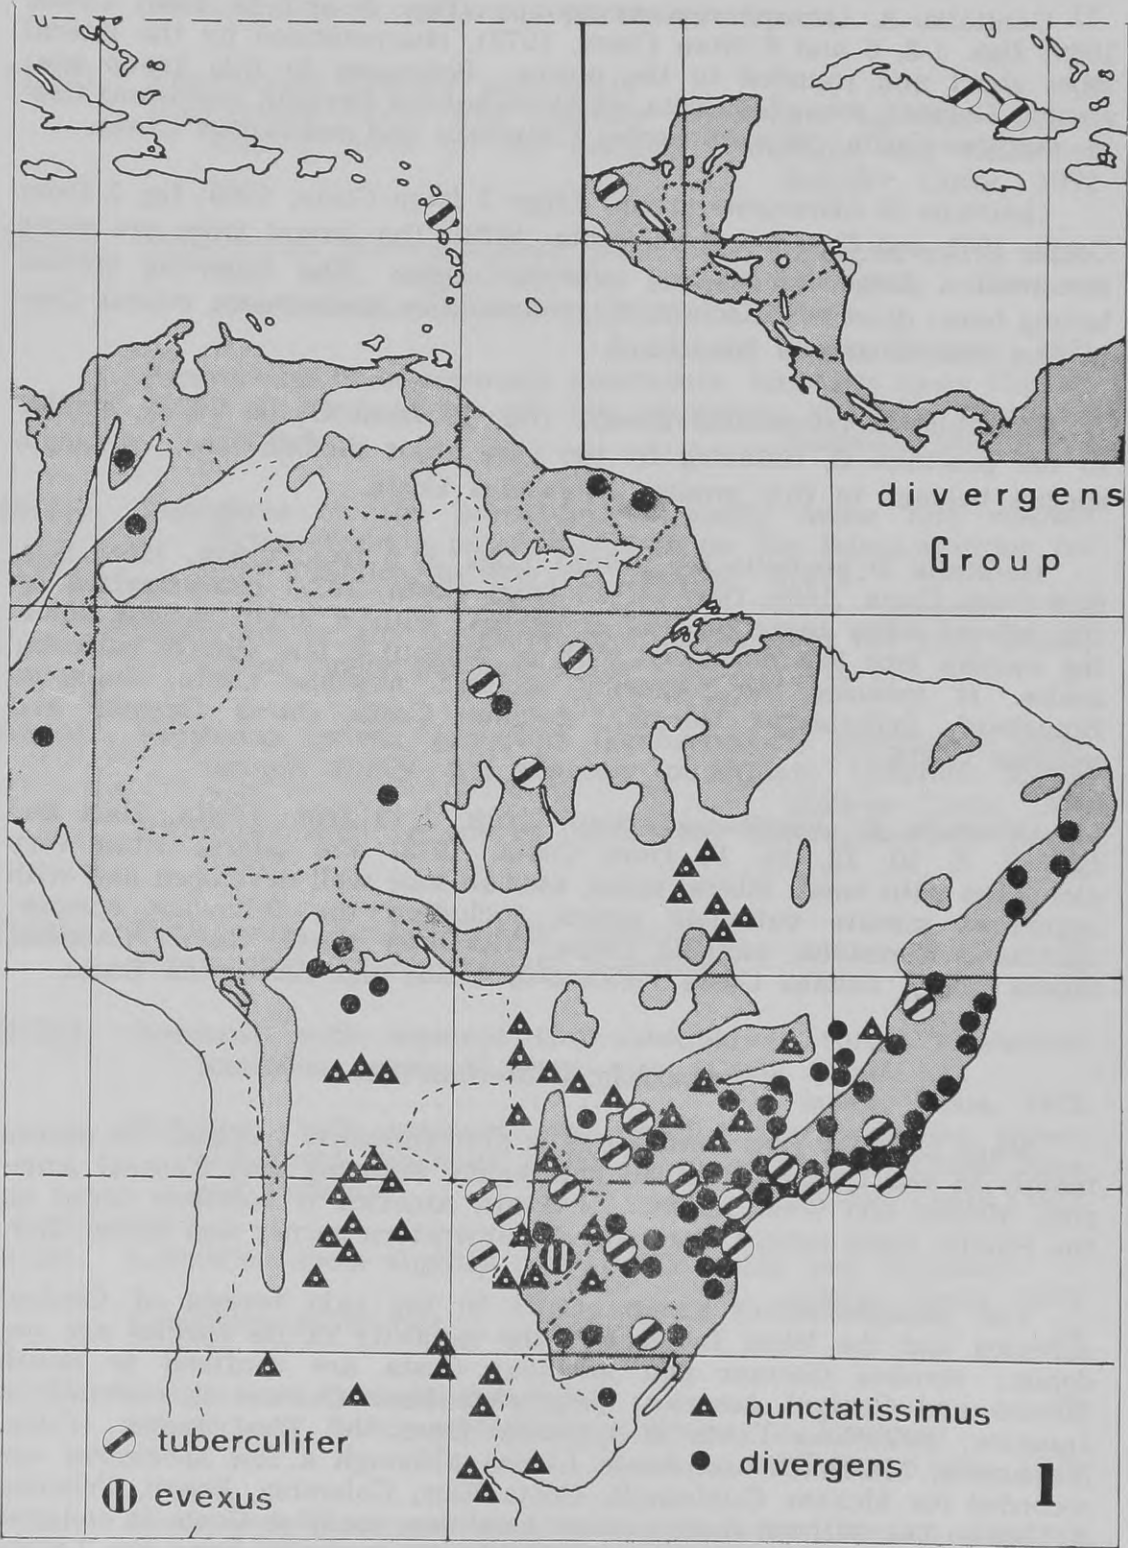 divergens
Group
punctatissimus
tuberculifer
divergens
evexus
1